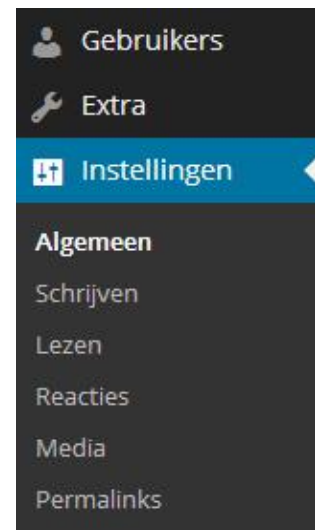 Gebruikers
Extra
Instellingen
Algemeen
Schrijven
Lezen
Reacties
Media
Permalinks